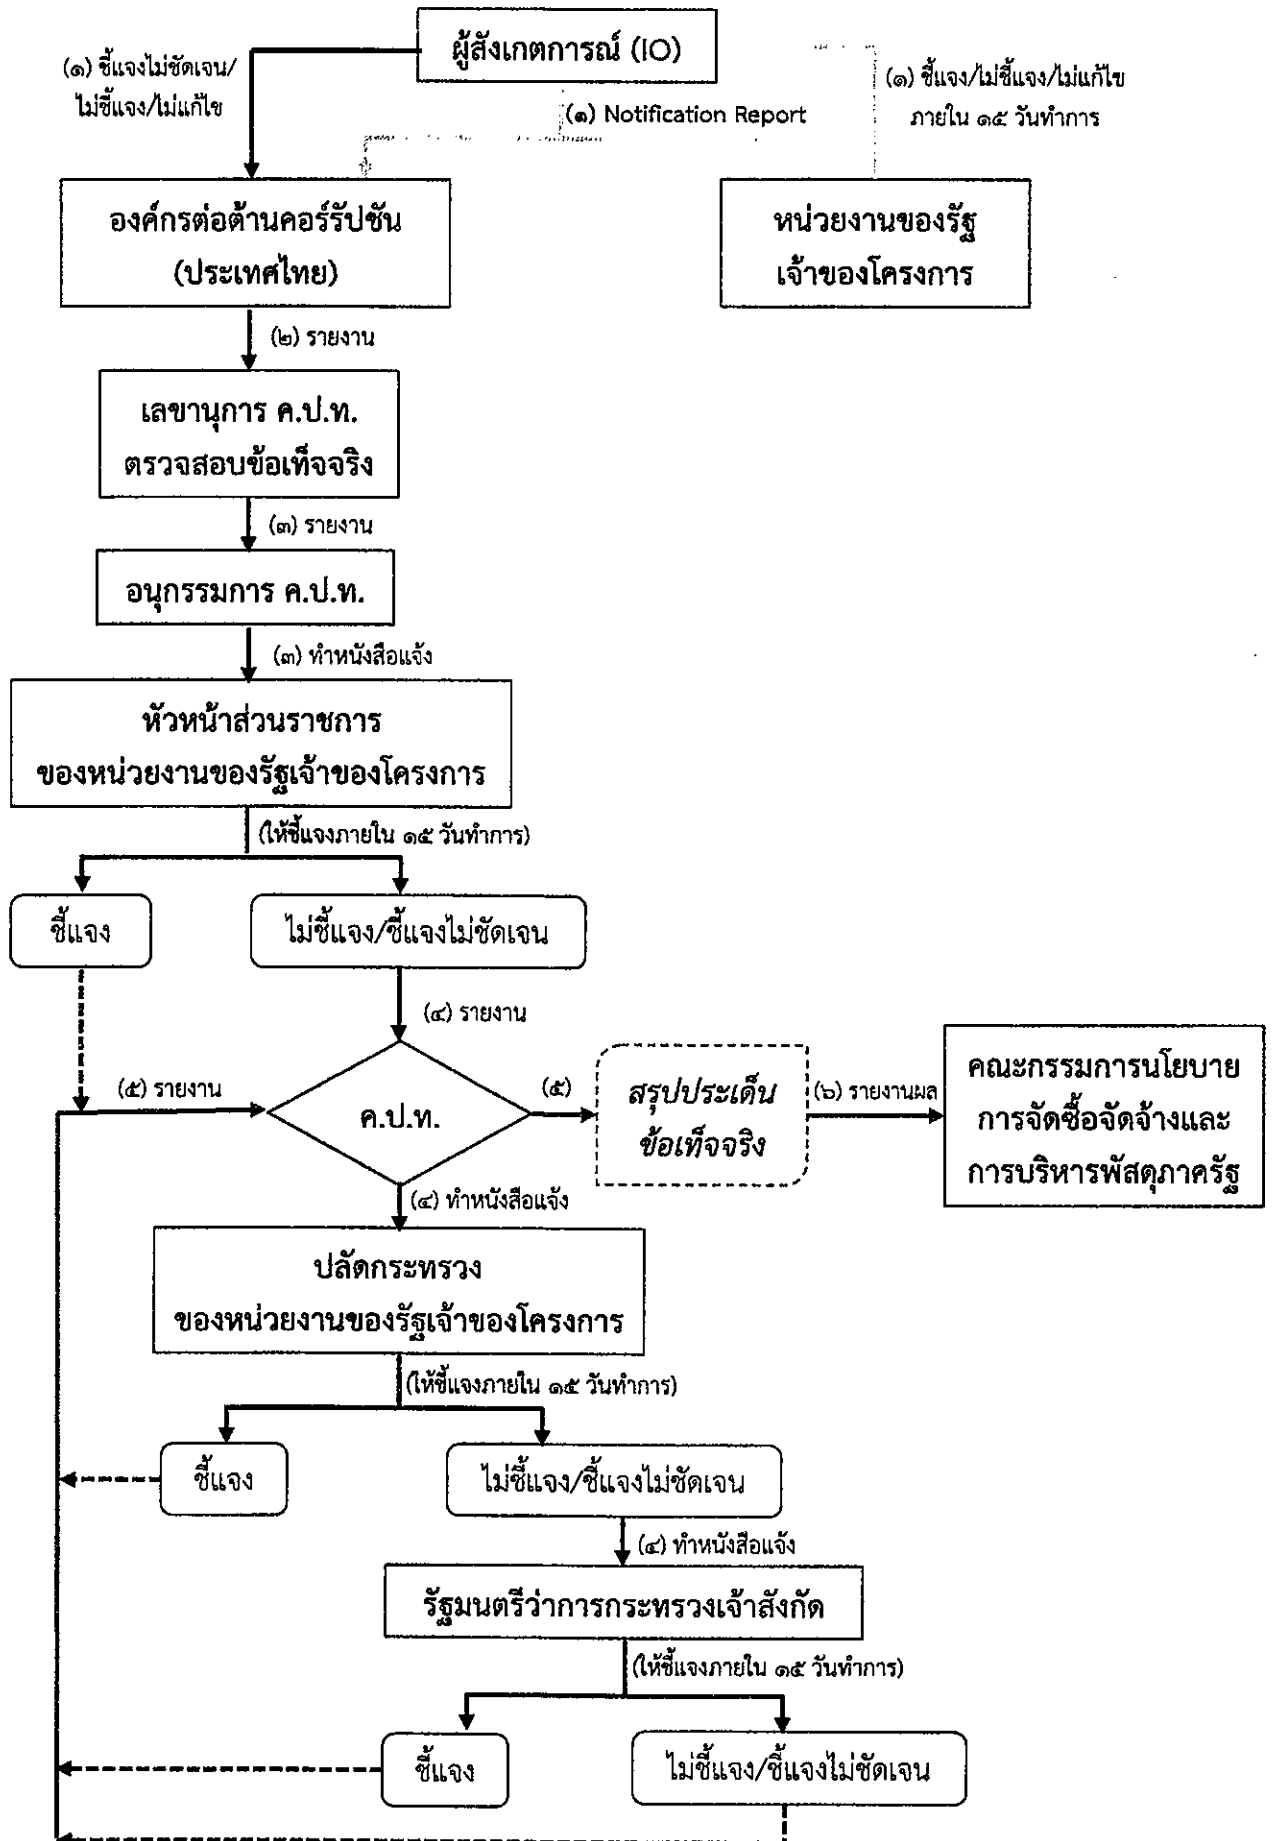 ผู้สังเกตการณ์ (IO)
(๑) ชี้แจงไม่ชัดเจน/
ไม่ชี้แจง/ไม่แก้ไข
(๑) ชี้แจง/ไม่ชี้แจง/ไม่แก้ไข
ภายใน ๑๕ วันทำการ
(๑) Notification Report
องค์กรต่อต้านคอร์รัปชัน
(ประเทศไทย)
หน่วยงานของรัฐ
เจ้าของโครงการ
(๒) รายงาน
เลขานุการ ค.ป.ท.
ตรวจสอบข้อเท็จจริง
(๓) รายงาน
อนุกรรมการ ค.ป.ท.
(๓) ทำหนังสือแจ้ง
หัวหน้าส่วนราชการ
ของหน่วยงานของรัฐเจ้าของโครงการ
(ให้ชี้แจงภายใน ๑๕ วันทำการ)
ชี้แจง
ไม่ชี้แจง/ชี้แจงไม่ชัดเจน
(๔) รายงาน
(๕) รายงาน
ค.ป.ท.
(๕)
สรุปประเด็น
ข้อเท็จจริง
(๖) รายงานผล
คณะกรรมการนโยบาย
การจัดซื้อจัดจ้างและ
การบริหารพัสดุภาครัฐ
(๔) ทำหนังสือแจ้ง
ปลัดกระทรวง
ของหน่วยงานของรัฐเจ้าของโครงการ
(ให้ชี้แจงภายใน ๑๕ วันทำการ)
ชี้แจง
ไม่ชี้แจง/ชี้แจงไม่ชัดเจน
(๔) ทำหนังสือแจ้ง
รัฐมนตรีว่าการกระทรวงเจ้าสังกัด
(ให้ชี้แจงภายใน ๑๕ วันทำการ)
ชี้แจง
ไม่ชี้แจง/ชี้แจงไม่ชัดเจน